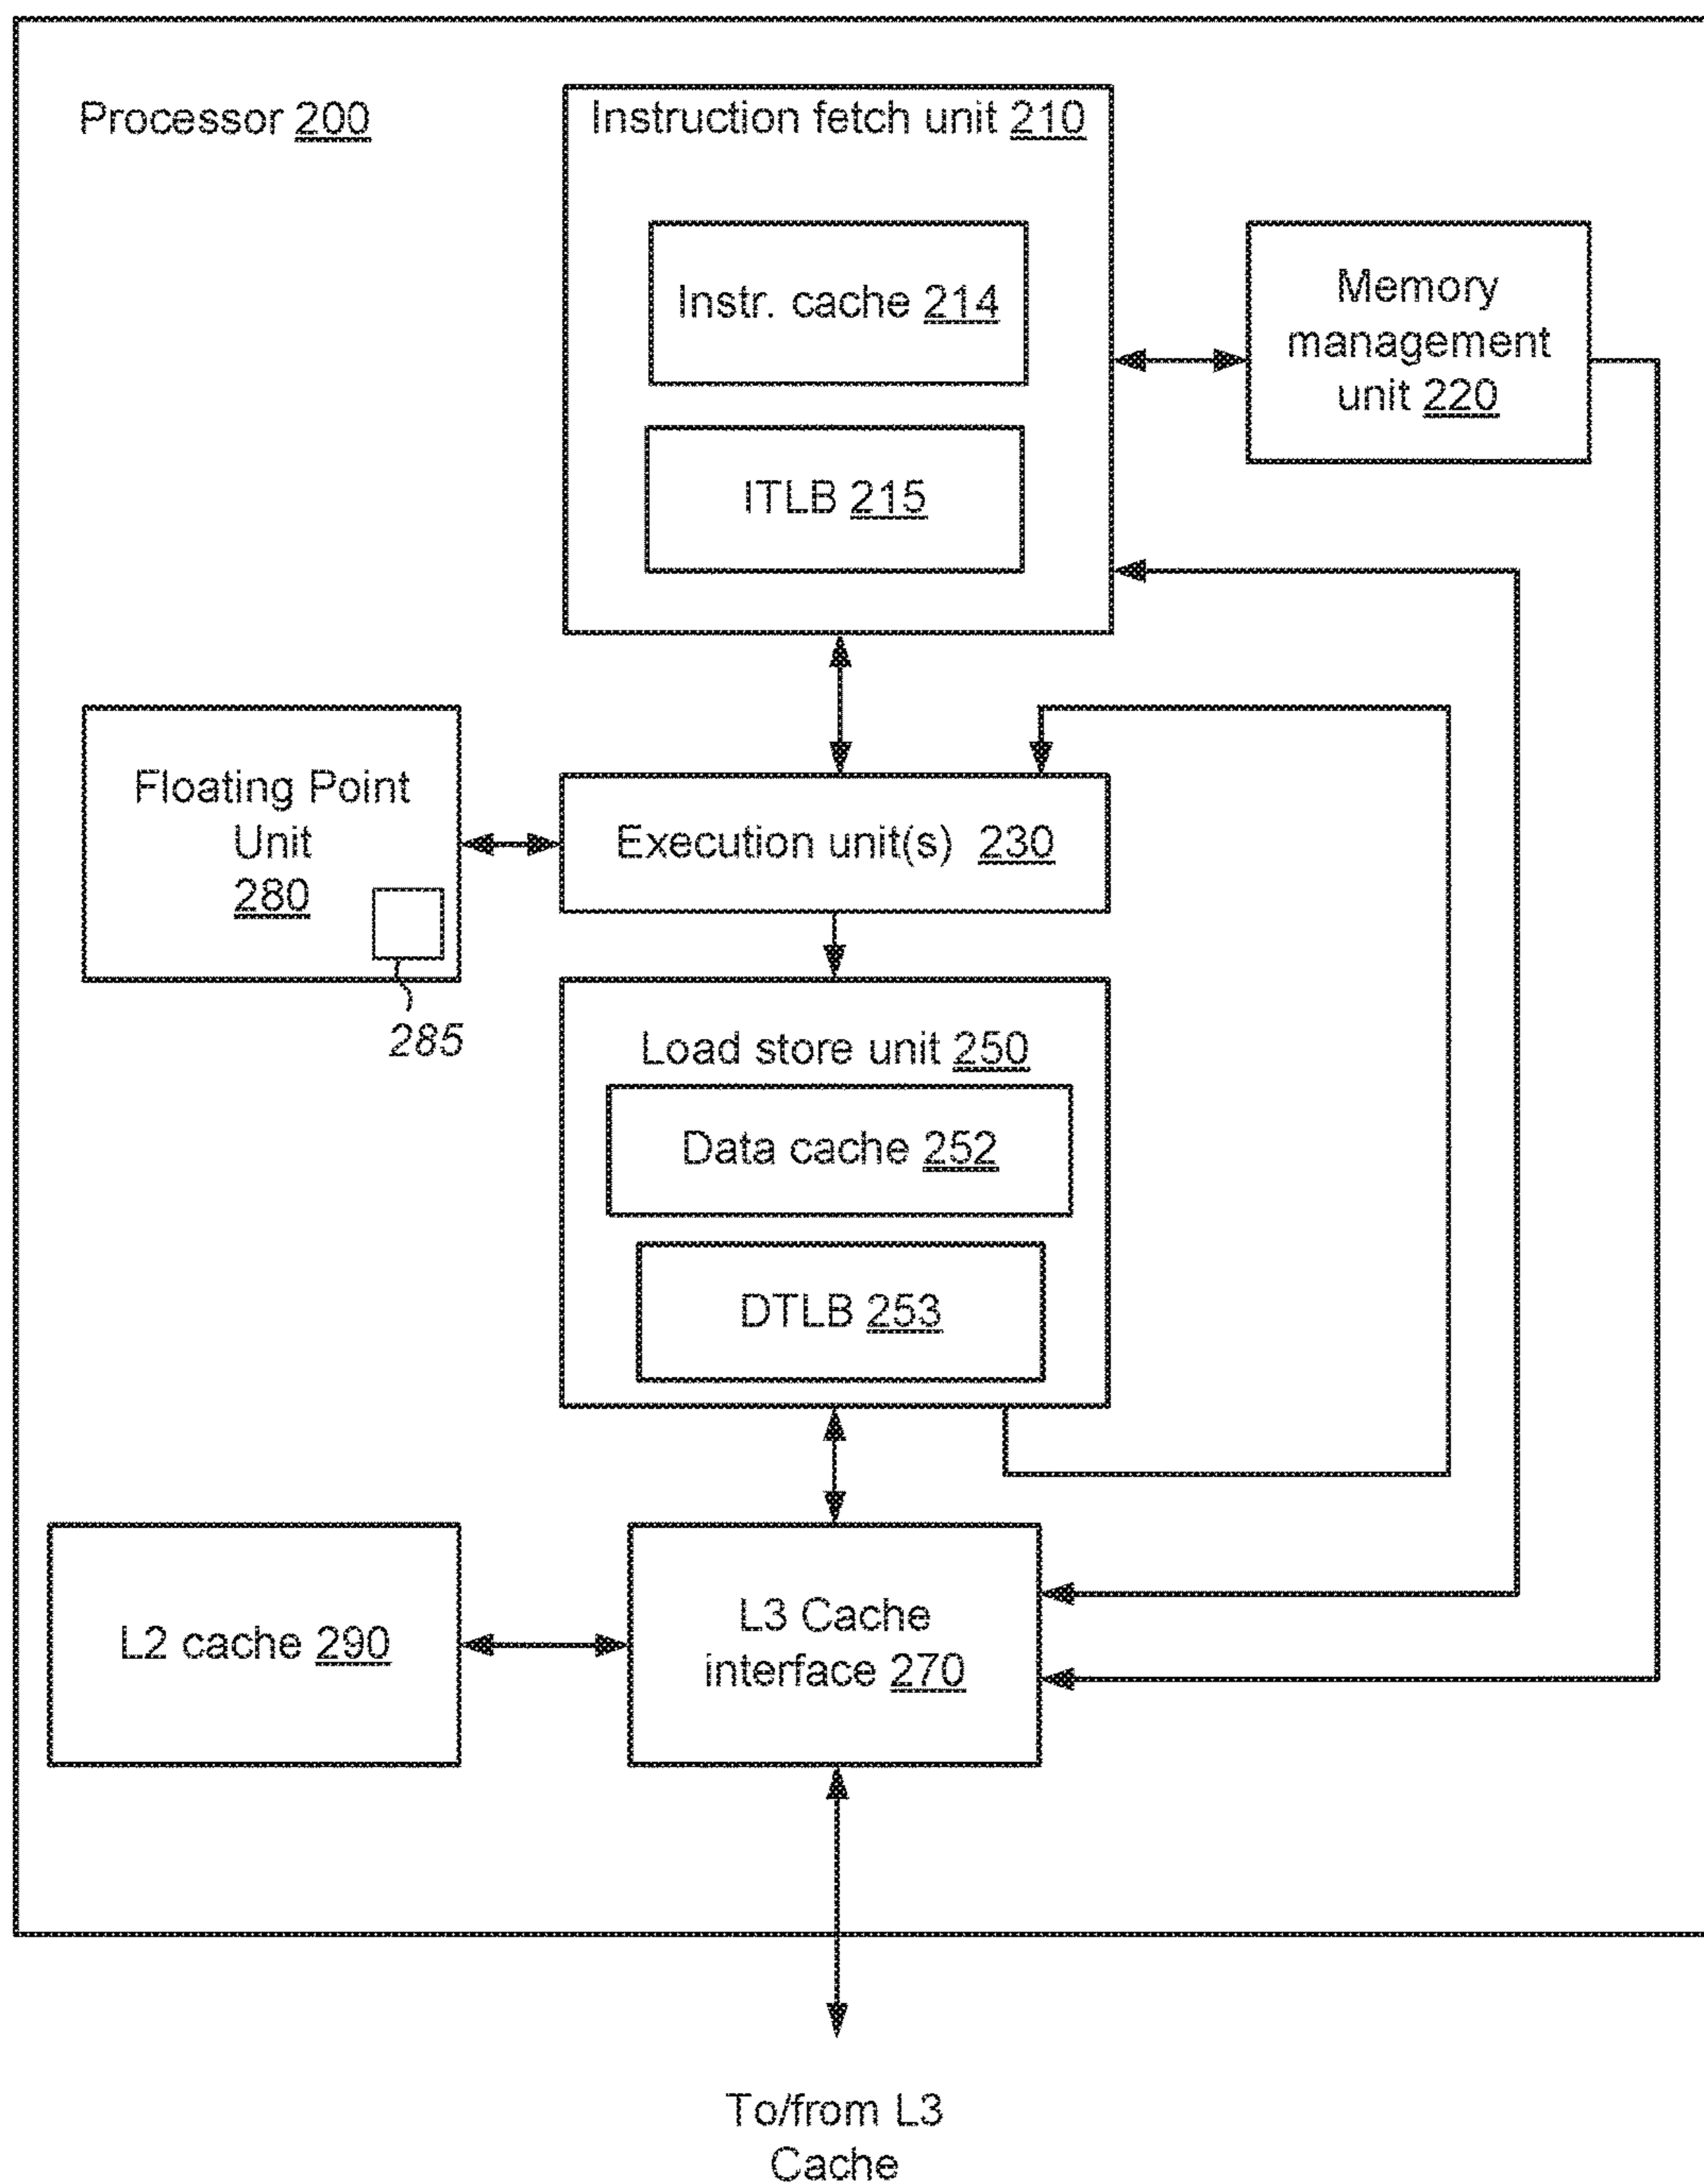 Processor 200
Instruction fetch unit 210
Instr. cache 214
Memory
management
unit 220
ITLB 215
Floating Point
Unit
280
285
Execution unit(s) 230
Load store unit 250
Data cache 252
DTLB 253
L2 cache 290
L3 Cache
interface 270
To/from L3
Cache